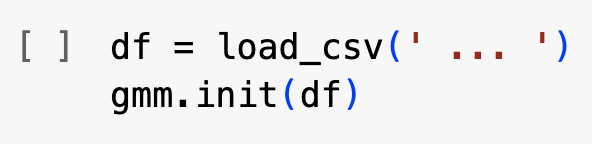 [ ] df = load_csv(' ... ')
gmm.init(df)